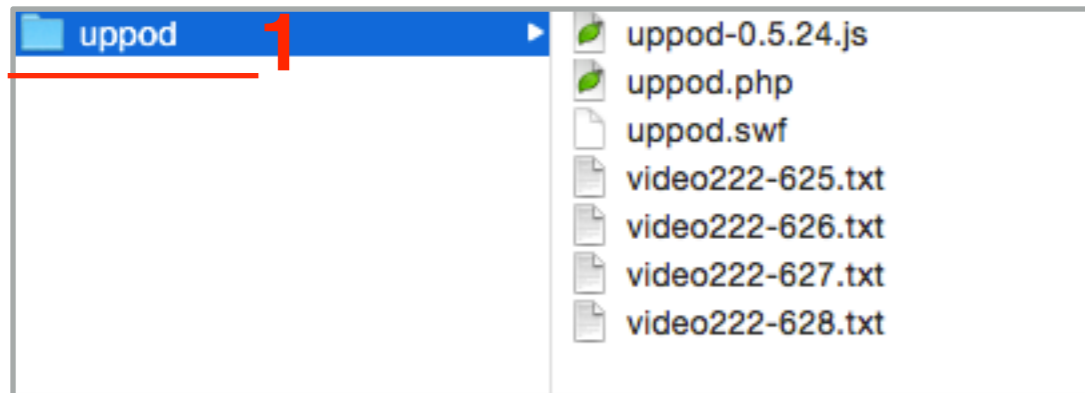 uppod
1
uppod-0.5.24.js
uppod.php
uppod.swf
video222-625.txt
video222-626.txt
video222-627.txt
video222-628.txt